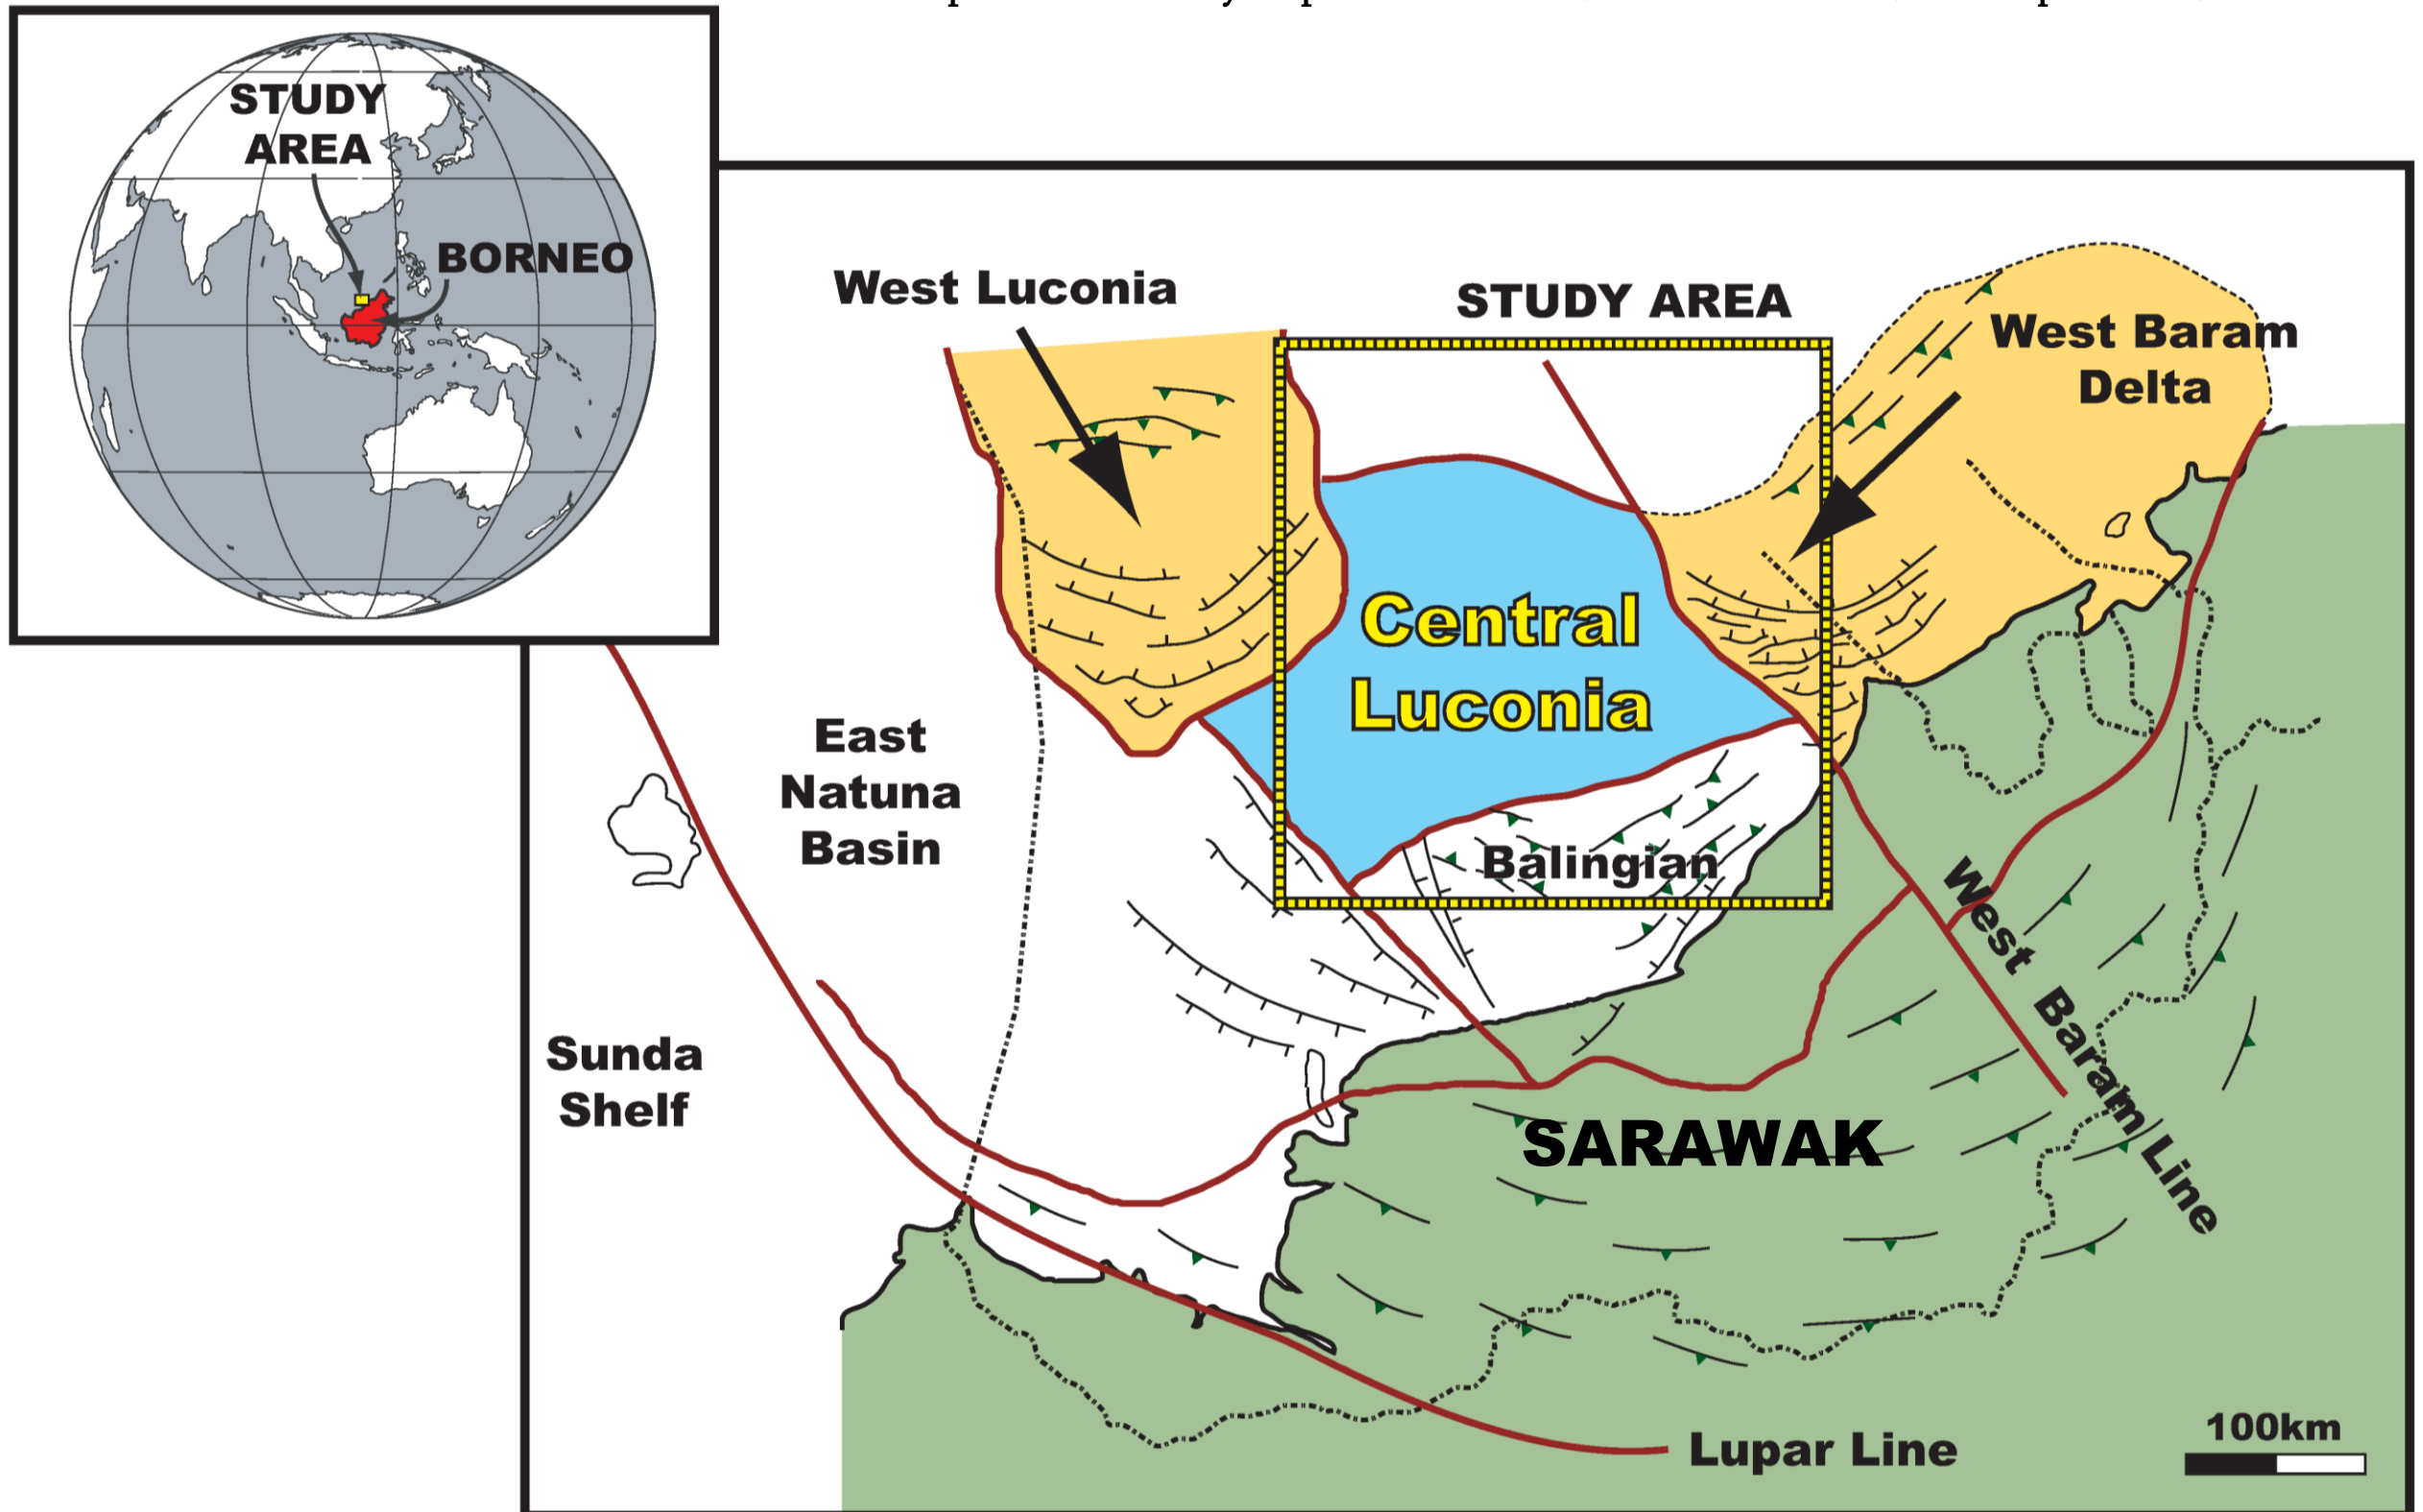 STUDY
AREA
BORNEO
West Luconia
STUDY AREA
West Baram
Delta
Central
Luconia
East
Natuna
Basin
Balingian
West Baram Line
Sunda
Shelf
SARAWAK
Lupar Line
100km